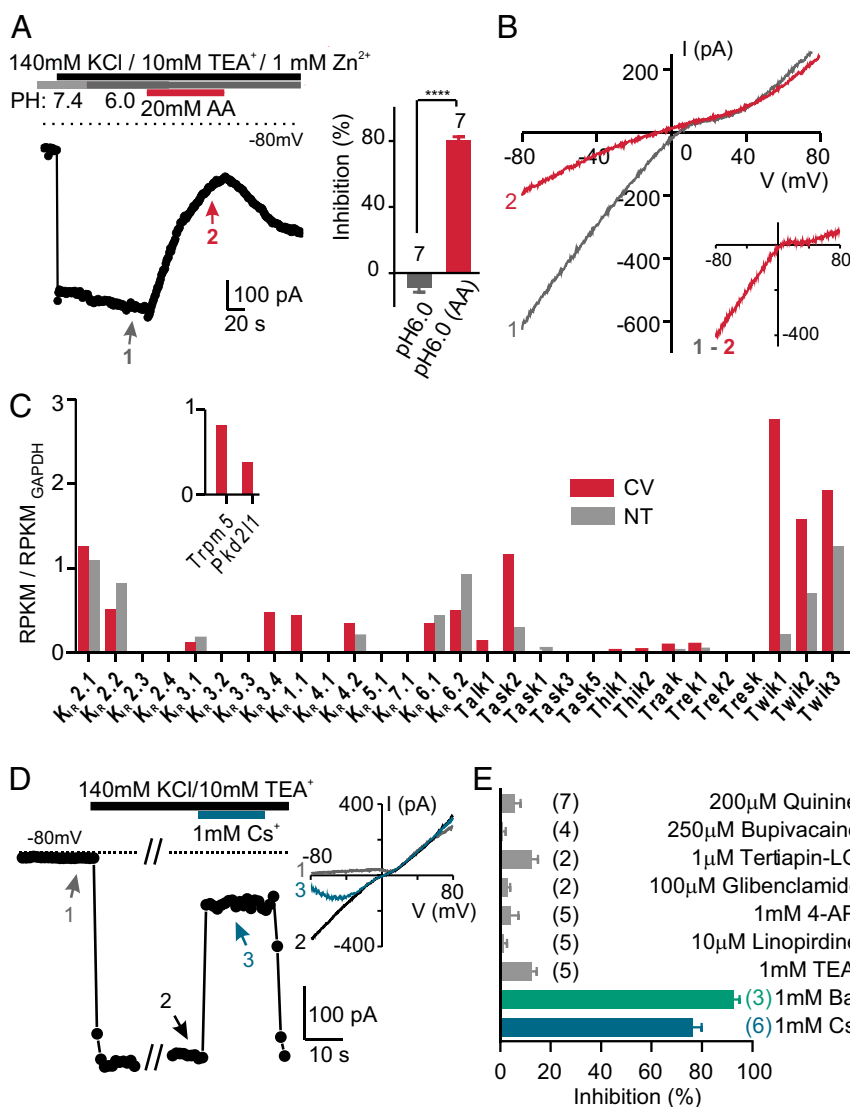 A
140mM KCl / 10mM TEA⁺ / 1 mM Zn²⁺
PH: 7.4 6.0
20mM AA
-80mV
1
2
100 pA
20 s
Inhibition (%)
80
40
0
****
7
7
pH6.0
pH6.0 (AA)
B
I (pA)
200
-80
-40
0
40
80
V (mV)
-200
-300
-400
-600
2
1
-80
80
-400
1 - 2
C
RPKM / RPKM GAPDH
3
2
1
0
1
0
Trpm5
Pkd2l1
CV
NT
KIR 2.1
KIR 2.2
KIR 2.3
KIR 2.4
KIR 3.1
KIR 3.2
KIR 3.3
KIR 3.4
KIR 1.1
KIR 4.1
KIR 4.2
KIR 5.1
KIR 7.1
KIR 6.1
KIR 6.2
Talk1
Task2
Task1
Task3
Task5
Thik1
Thik2
Traak
Trek1
Trek2
Tresk
Twik1
Twik2
Twik3
D
140mM KCl/10mM TEA⁺
1mM Cs⁺
-80mV
//
//
1
2
3
100 pA
10 s
400
I (pA)
-80
80
V (mV)
-400
1
3
2
E
(7) 200µM Quinine
(4) 250µM Bupivacaine
(2) 1µM Tertiapin-LQ
(2) 100µM Glibenclamide
(5) 1mM 4-AP
(5) 10µM Linopirdine
(5) 1mM TEA
(3) 1mM Ba
(6) 1mM Cs
0 20 40 60 80 100
Inhibition (%)